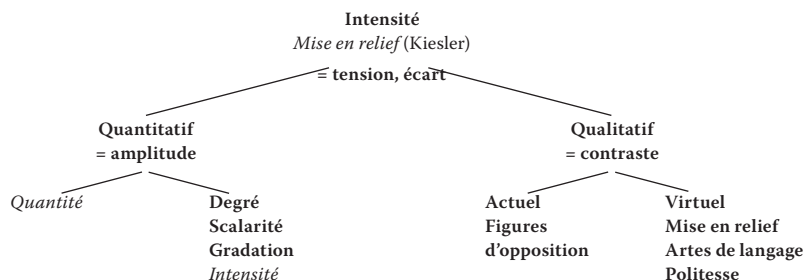 Intensité
Mise en relief (Kiesler)
= tension, écart
Quantitatif
= amplitude
Qualitatif
= contraste
Quantité
Degré
Scalarité
Gradation
Intensité
Actuel
Figures
d'opposition
Virtuel
Mise en relief
Artes de langage
Politesse